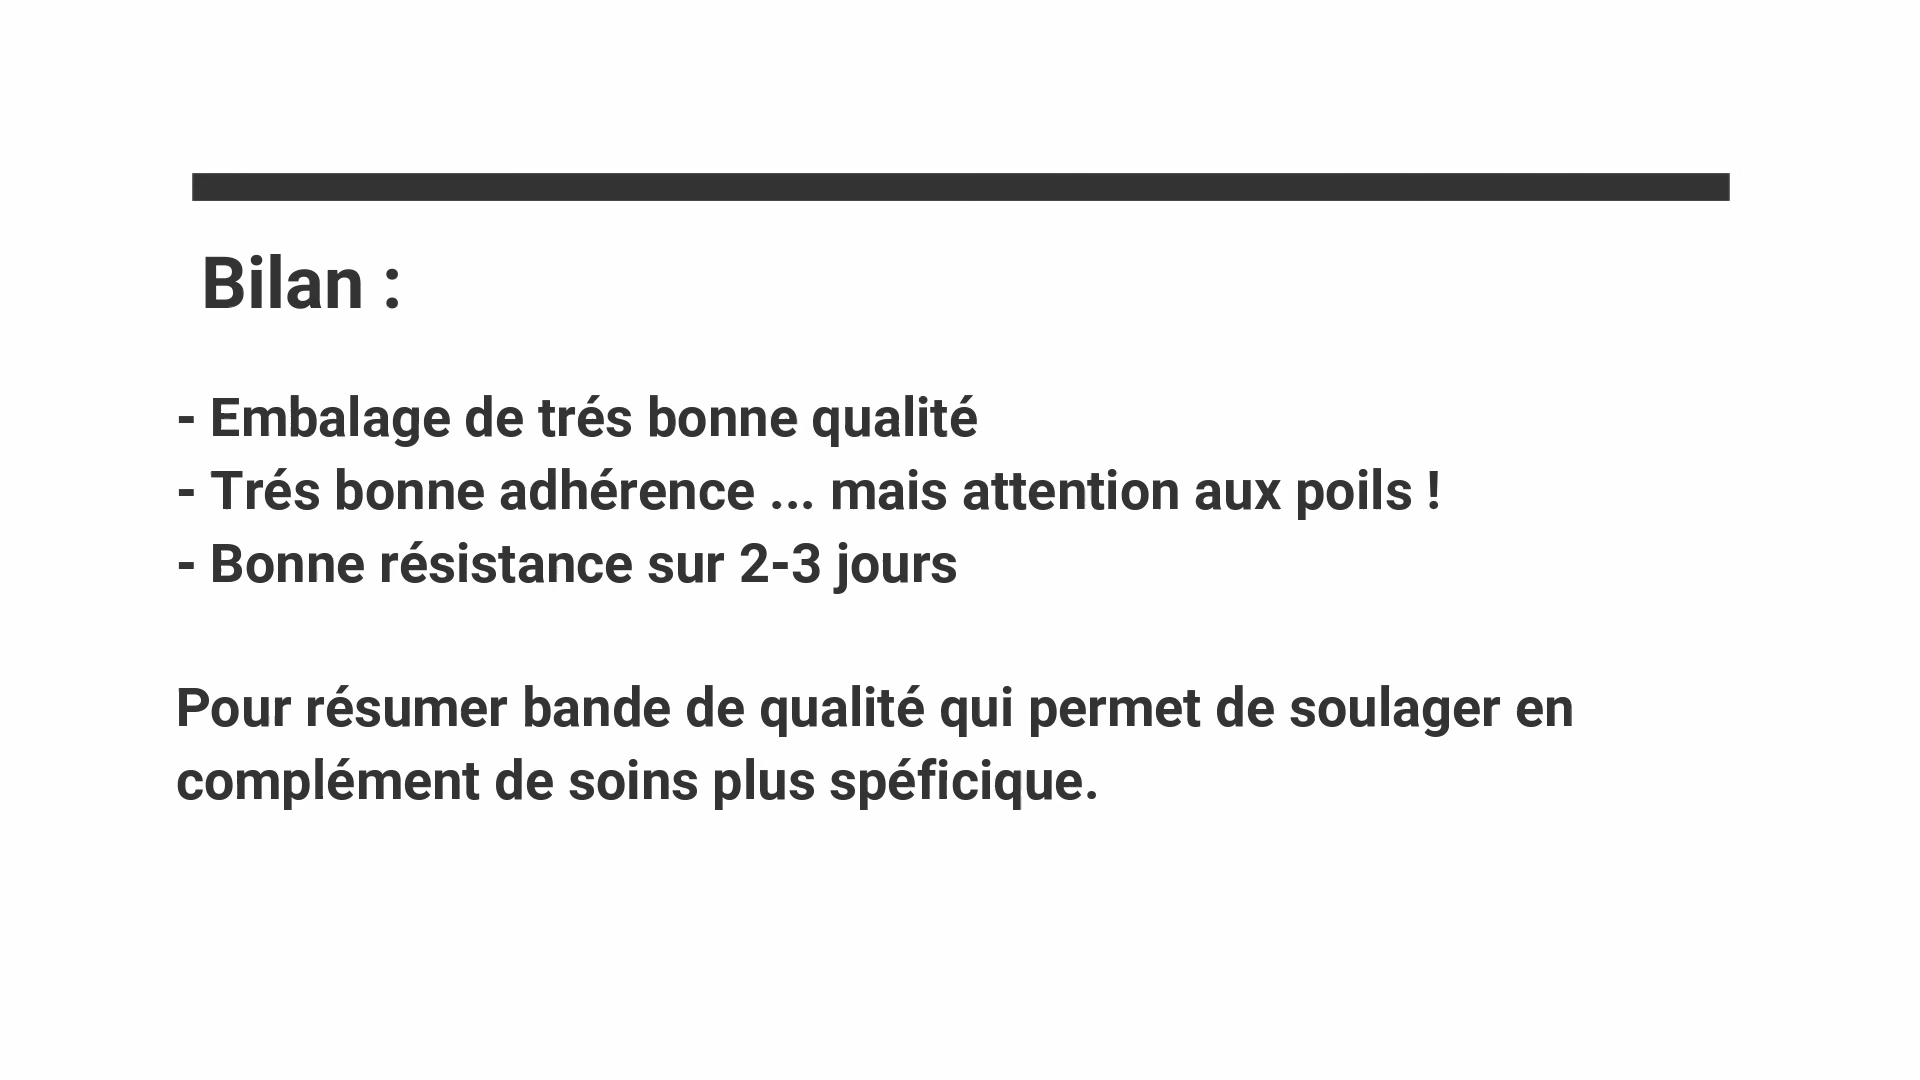 Bilan :
- Embalage de trés bonne qualité
- Trés bonne adhérence ... mais attention aux poils !
- Bonne résistance sur 2-3 jours
Pour résumer bande de qualité qui permet de soulager en
complément de soins plus spéficique.